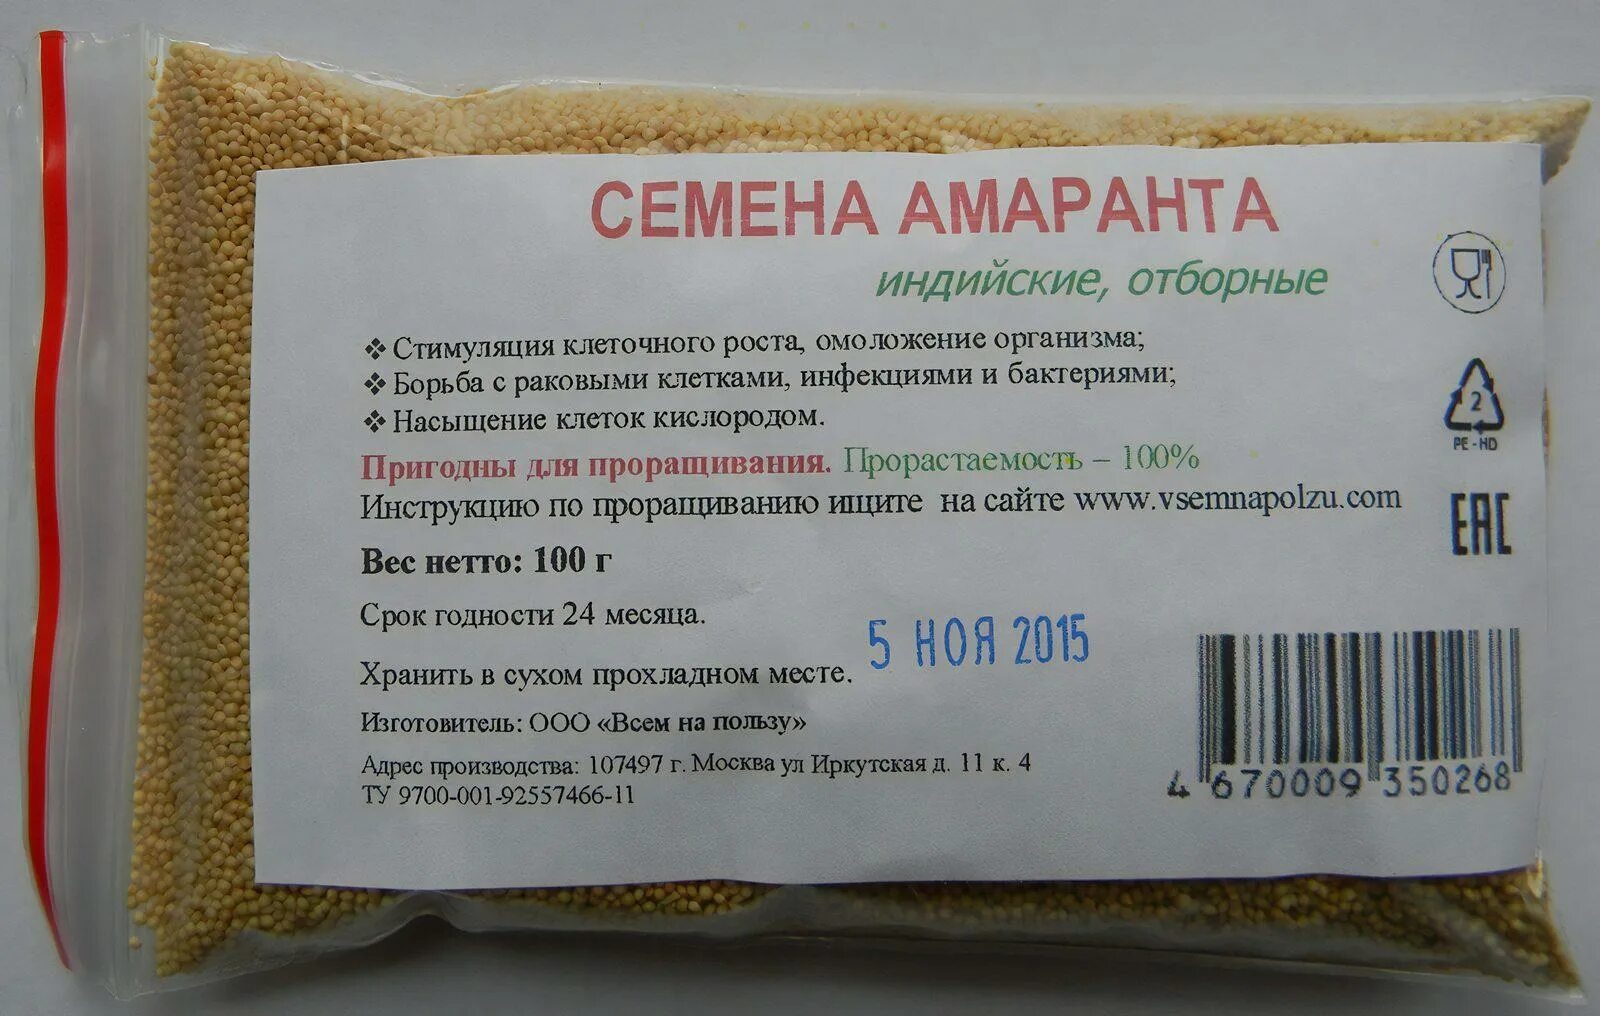 СЕМЕНА АМАРАНТА
индийские, отборные
❖ Стимуляция клеточного роста, омоложение организма;
❖ Борьба с раковыми клетками, инфекциями и бактериями;
❖ Насыщение клеток кислородом.
Пригодны для проращивания. Прорастаемость – 100%
Инструкцию по проращиванию ищите на сайте www.vsemnapolzu.com
Вес нетто: 100 г
Срок годности 24 месяца.
5 НОЯ 2015
Хранить в сухом прохладном месте.
Изготовитель: ООО «Всем на пользу»
Адрес производства: 107497 г. Москва ул Иркутская д. 11 к. 4
ТУ 9700-001-92557466-11
2
PE-HD
EAC
4 670009 350268